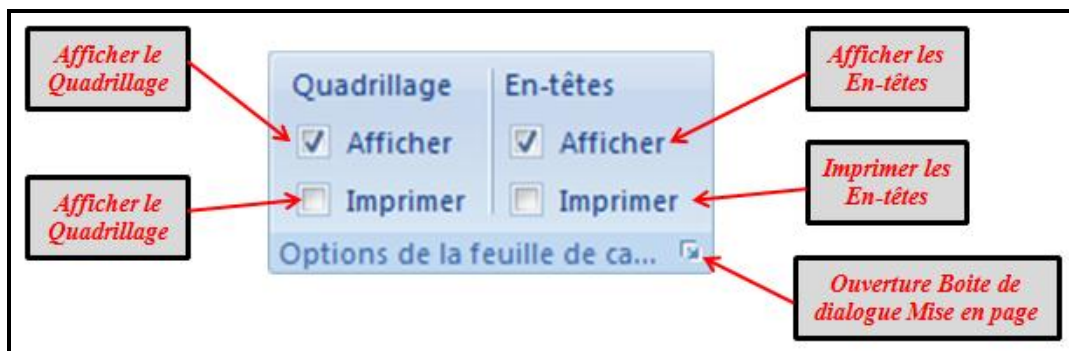 Afficher le
Quadrillage
Afficher les
En-têtes
Quadrillage
En-têtes
Afficher
Afficher
Imprimer les
En-têtes
Afficher le
Quadrillage
Imprimer
Imprimer
Options de la feuille de ca...
Ouverture Boite de
dialogue Mise en page